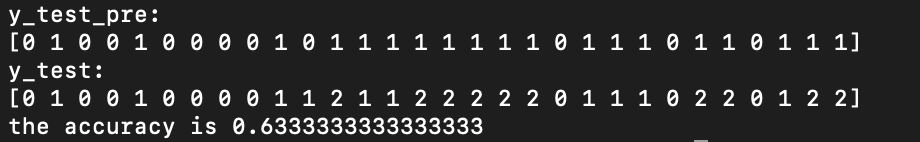 y_test_pre:
[0 1 0 0 1 0 0 0 0 1 0 1 1 1 1 1 1 1 1 0 1 1 1 0 1 1 0 1 1 1]
y_test:
[0 1 0 0 1 0 0 0 0 1 1 2 1 1 2 2 2 2 2 0 1 1 1 0 2 2 0 1 2 2]
the accuracy is 0.6333333333333333